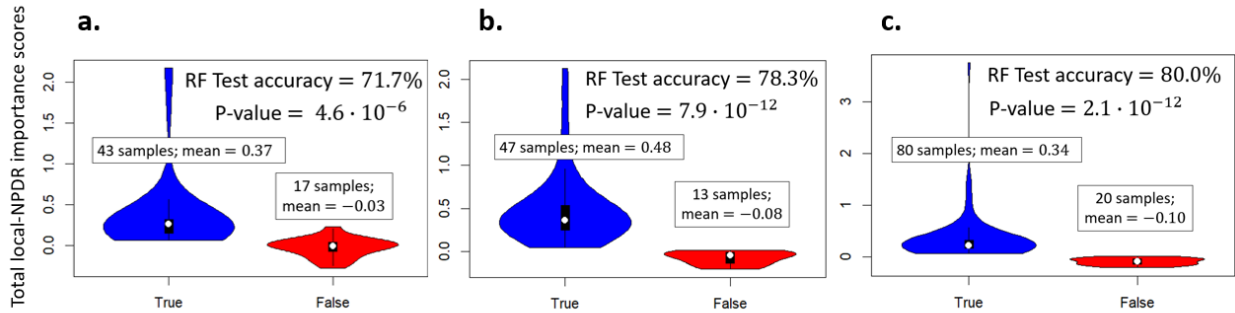 Total local-NPDR importance scores
a.
RF Test accuracy = 71.7%
P-value = 4.6 · 10⁻⁶
43 samples; mean = 0.37
17 samples;
mean = −0.03
2.0
1.5
1.0
0.5
0.0
True
False
b.
RF Test accuracy = 78.3%
P-value = 7.9 · 10⁻¹²
47 samples; mean = 0.48
13 samples;
mean = −0.08
2.0
1.5
1.0
0.5
0.0
True
False
c.
RF Test accuracy = 80.0%
P-value = 2.1 · 10⁻¹²
80 samples; mean = 0.34
20 samples;
mean = −0.10
3
2
1
0
True
False